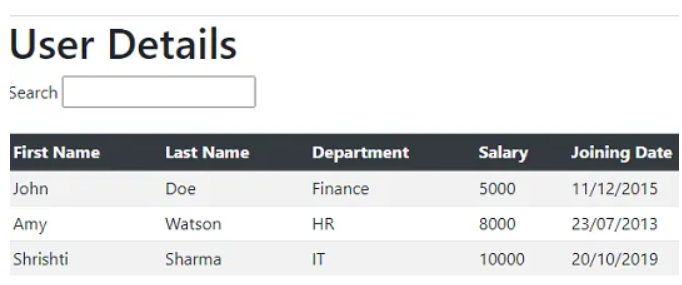 User Details
Search
First Name Last Name Department Salary Joining Date
John Doe Finance 5000 11/12/2015
Amy Watson HR 8000 23/07/2013
Shrishti Sharma IT 10000 20/10/2019